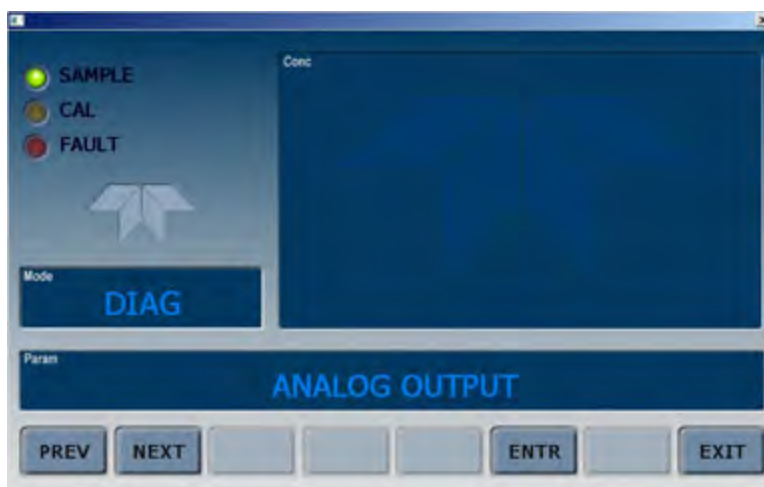 SAMPLE
CAL
FAULT
Conc
Mode
DIAG
Param
ANALOG OUTPUT
PREV NEXT ENTR EXIT